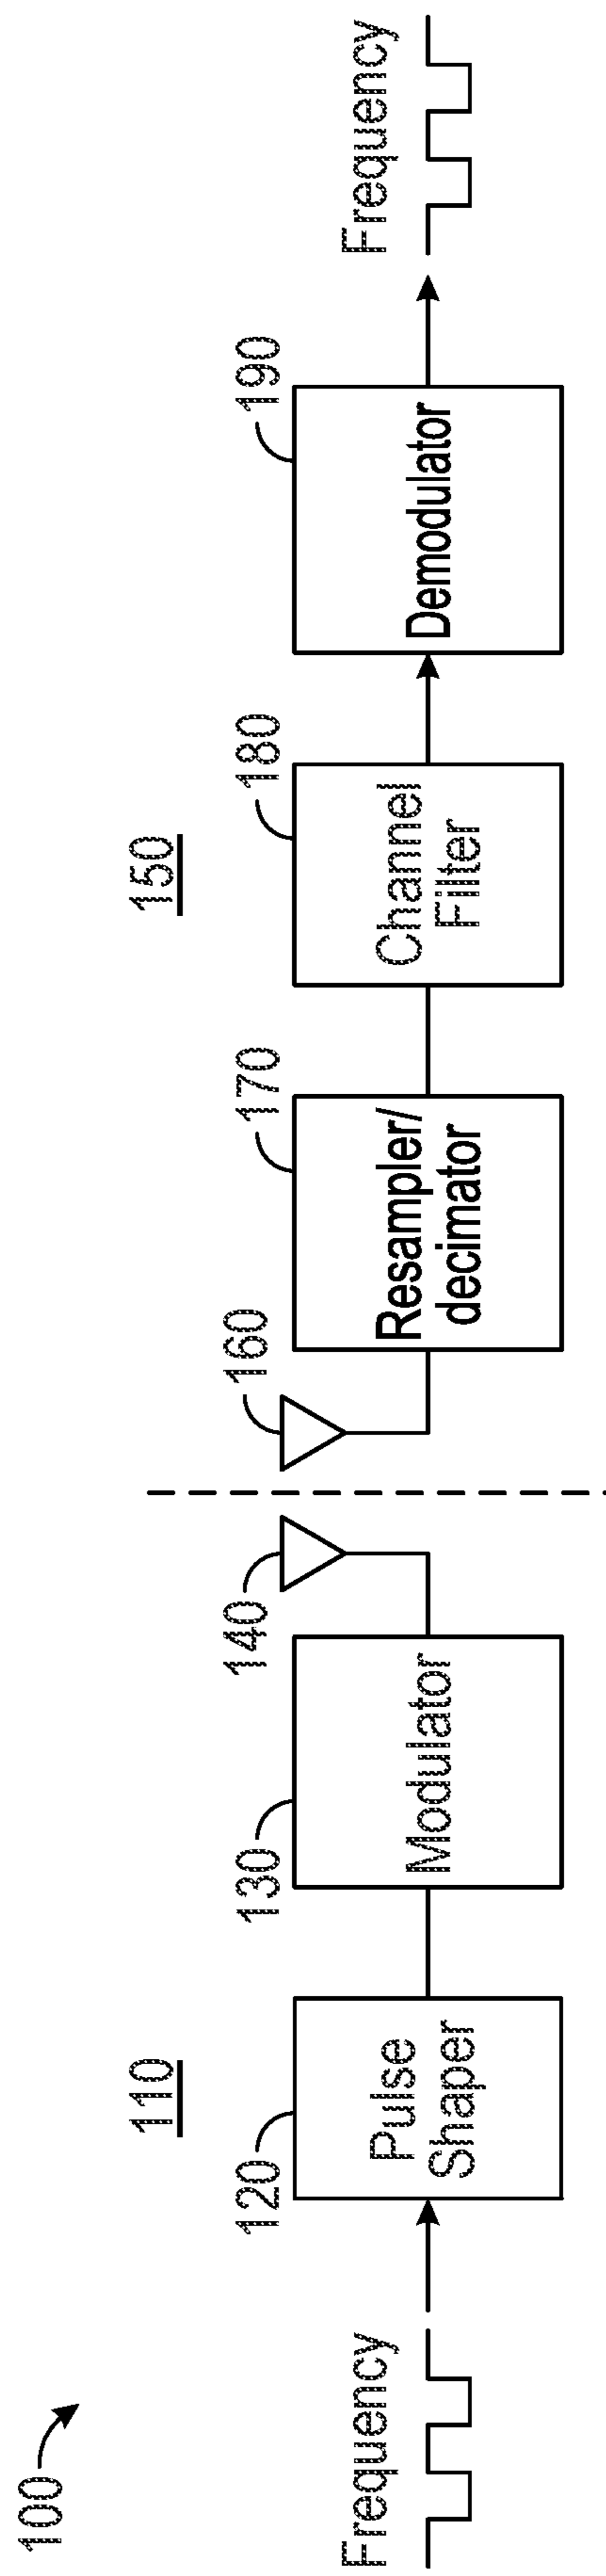 100
110
150
Frequency
120
Pulse
Shaper
130
Modulator
140
160
170
Resampler/
decimator
180
Channel
Filter
190
Demodulator
Frequency